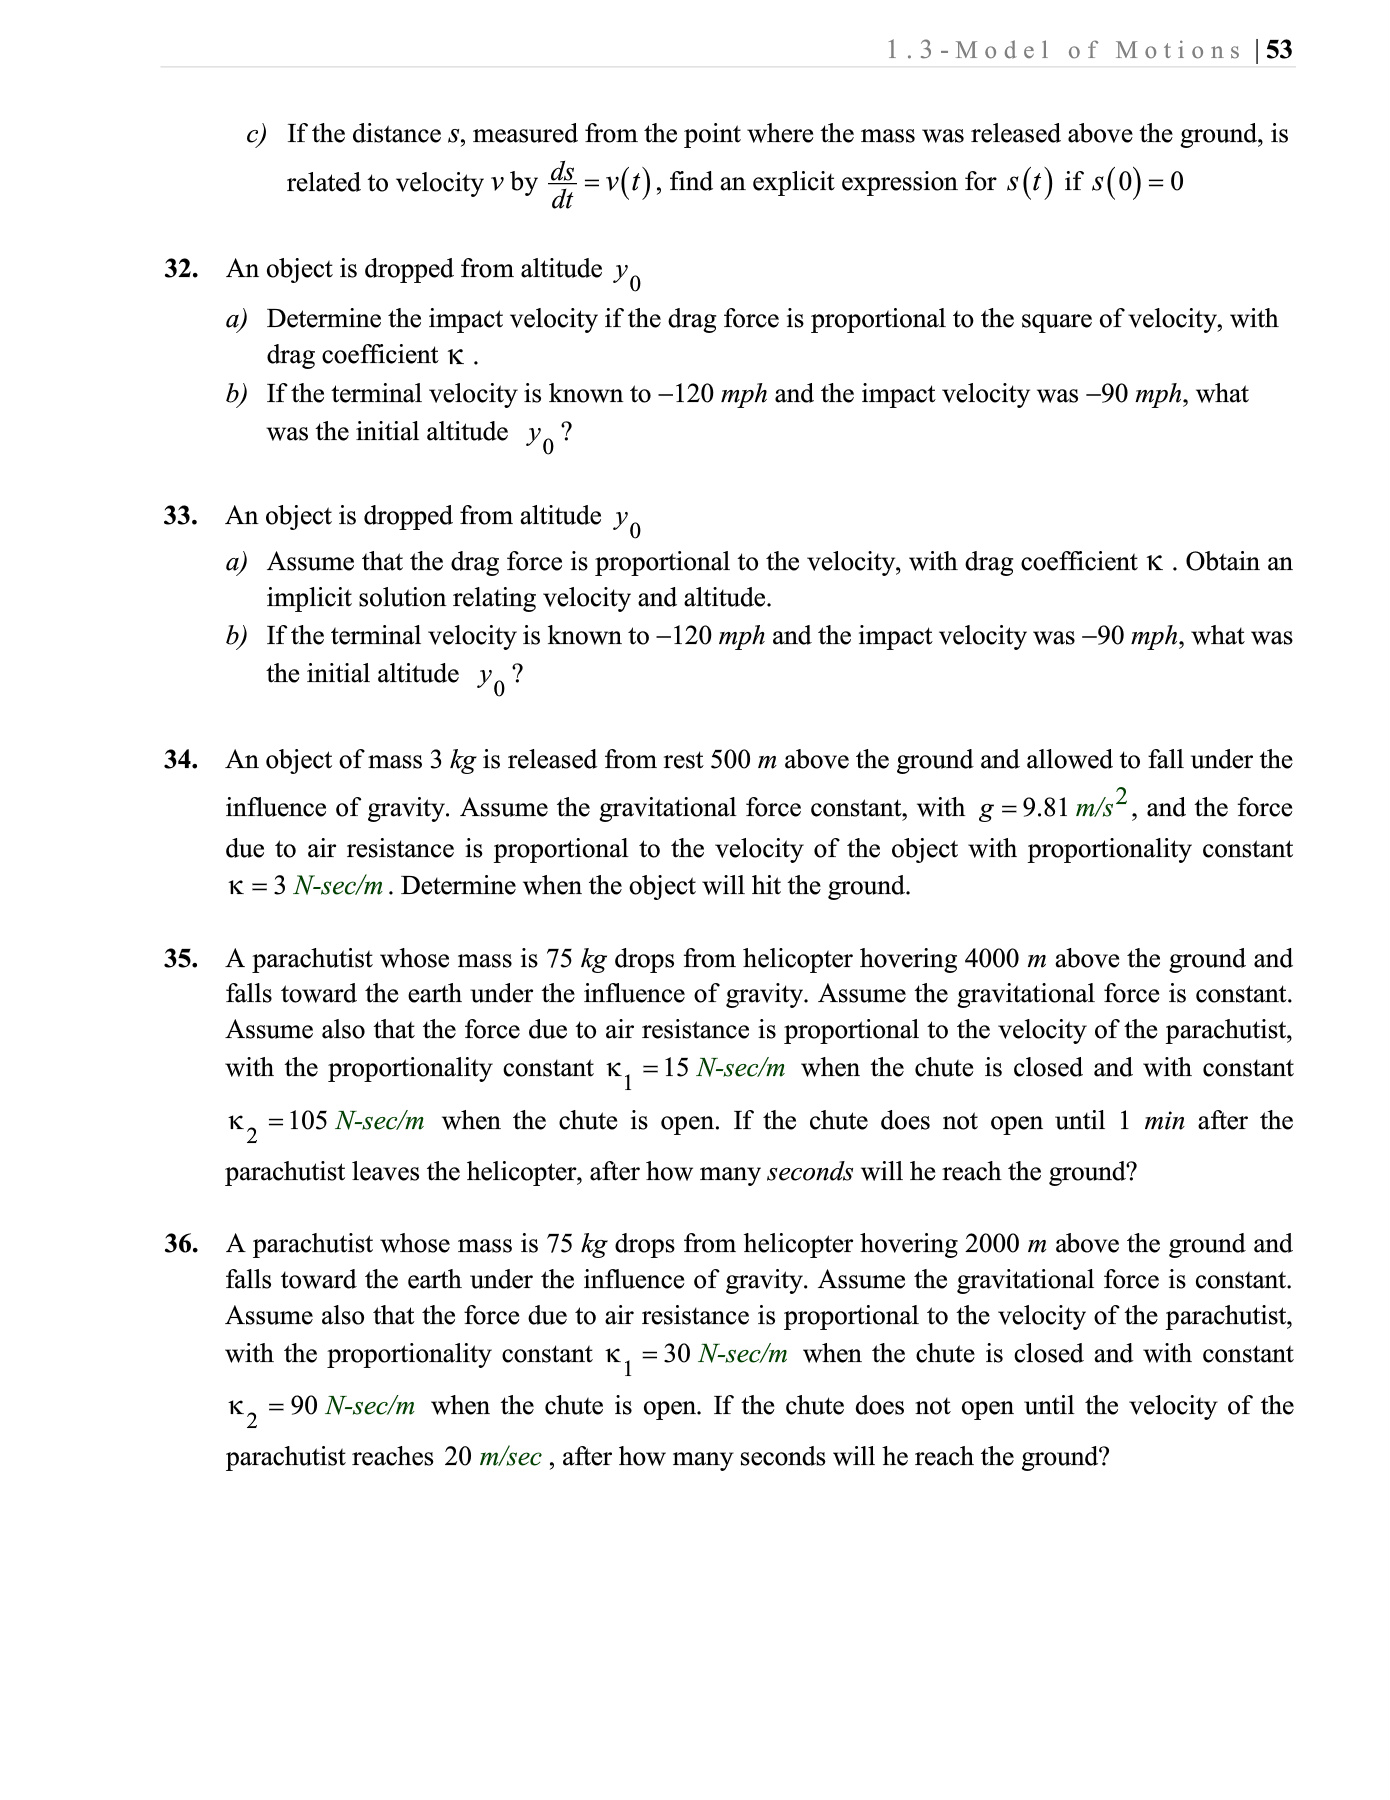 1.3-Model of Motions | 53
c) If the distance s, measured from the point where the mass was released above the ground, is
related to velocity v by ds/dt = v(t), find an explicit expression for s(t) if s(0) = 0
32. An object is dropped from altitude y₀
a) Determine the impact velocity if the drag force is proportional to the square of velocity, with
drag coefficient κ .
b) If the terminal velocity is known to –120 mph and the impact velocity was –90 mph, what
was the initial altitude y₀ ?
33. An object is dropped from altitude y₀
a) Assume that the drag force is proportional to the velocity, with drag coefficient κ . Obtain an
implicit solution relating velocity and altitude.
b) If the terminal velocity is known to –120 mph and the impact velocity was –90 mph, what was
the initial altitude y₀ ?
34. An object of mass 3 kg is released from rest 500 m above the ground and allowed to fall under the
influence of gravity. Assume the gravitational force constant, with g = 9.81 m/s², and the force
due to air resistance is proportional to the velocity of the object with proportionality constant
κ = 3 N-sec/m . Determine when the object will hit the ground.
35. A parachutist whose mass is 75 kg drops from helicopter hovering 4000 m above the ground and
falls toward the earth under the influence of gravity. Assume the gravitational force is constant.
Assume also that the force due to air resistance is proportional to the velocity of the parachutist,
with the proportionality constant κ₁ = 15 N-sec/m when the chute is closed and with constant
κ₂ = 105 N-sec/m when the chute is open. If the chute does not open until 1 min after the
parachutist leaves the helicopter, after how many seconds will he reach the ground?
36. A parachutist whose mass is 75 kg drops from helicopter hovering 2000 m above the ground and
falls toward the earth under the influence of gravity. Assume the gravitational force is constant.
Assume also that the force due to air resistance is proportional to the velocity of the parachutist,
with the proportionality constant κ₁ = 30 N-sec/m when the chute is closed and with constant
κ₂ = 90 N-sec/m when the chute is open. If the chute does not open until the velocity of the
parachutist reaches 20 m/sec , after how many seconds will he reach the ground?